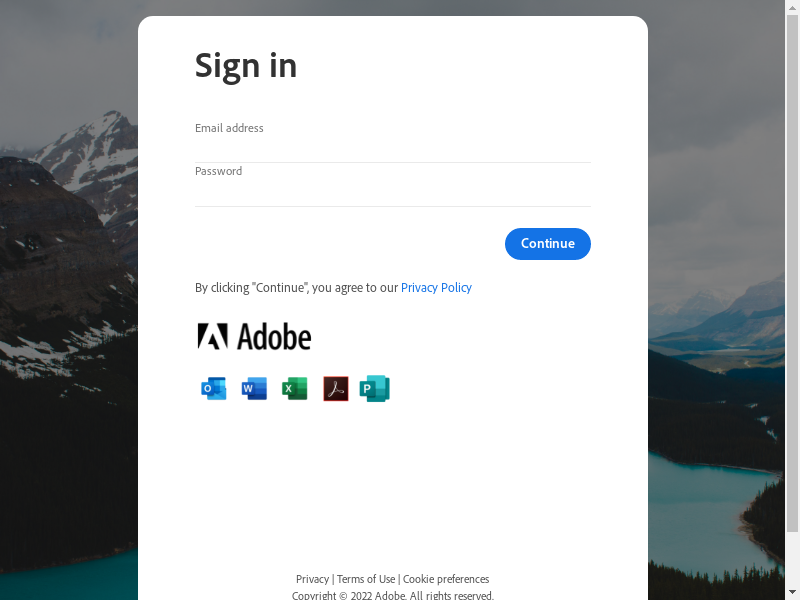 Sign in
Email address
Password
Continue
By clicking "Continue", you agree to our Privacy Policy
Adobe
O W X P
Privacy | Terms of Use | Cookie preferences
Copyright © 2022 Adobe. All rights reserved.